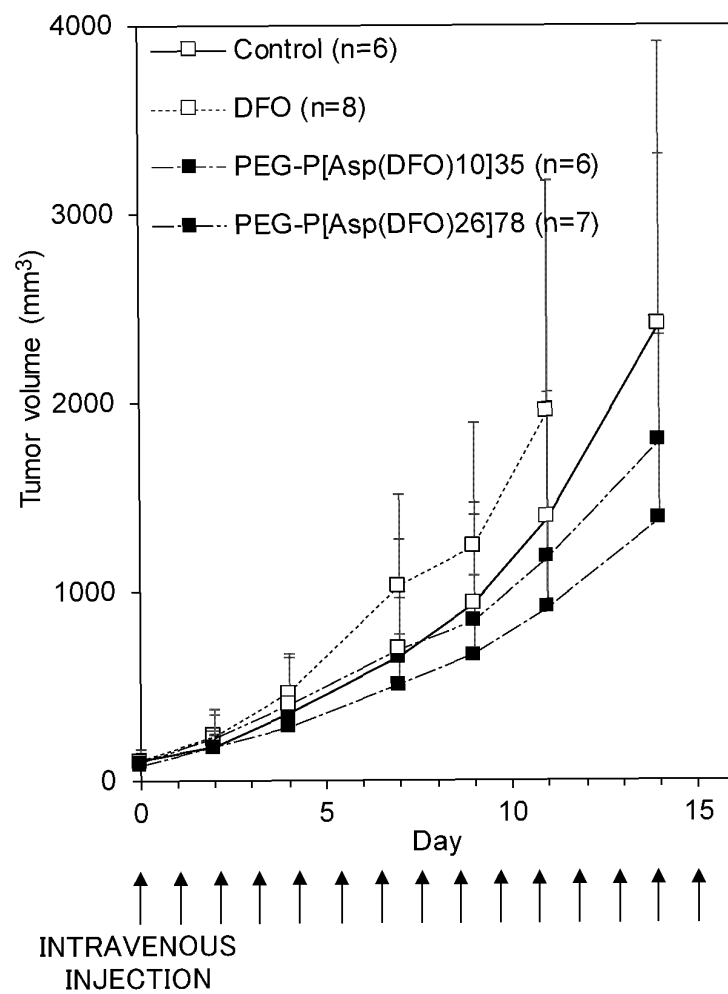 4000
3000
2000
1000
0
Tumor volume (mm³)
Control (n=6)
DFO (n=8)
PEG-P[Asp(DFO)10]35 (n=6)
PEG-P[Asp(DFO)26]78 (n=7)
0 5 10 15
Day
INTRAVENOUS
INJECTION